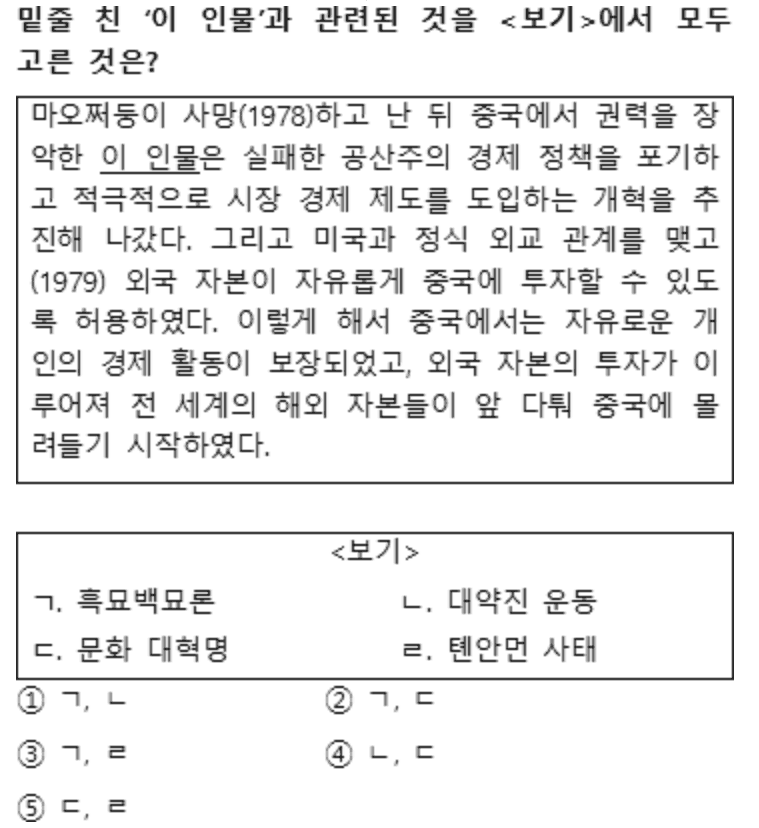 밑줄 친 '이 인물'과 관련된 것을 <보기>에서 모두
고른 것은?
마오쩌둥이 사망(1978)하고 난 뒤 중국에서 권력을 장
악한 이 인물은 실패한 공산주의 경제 정책을 포기하
고 적극적으로 시장 경제 제도를 도입하는 개혁을 추
진해 나갔다. 그리고 미국과 정식 외교 관계를 맺고
(1979) 외국 자본이 자유롭게 중국에 투자할 수 있도
록 허용하였다. 이렇게 해서 중국에서는 자유로운 개
인의 경제 활동이 보장되었고, 외국 자본의 투자가 이
루어져 전 세계의 해외 자본들이 앞 다퉈 중국에 몰
려들기 시작하였다.
<보기>
ㄱ. 흑묘백묘론 ㄴ. 대약진 운동
ㄷ. 문화 대혁명 ㄹ. 톈안먼 사태
① ㄱ, ㄴ ② ㄱ, ㄷ
③ ㄱ, ㄹ ④ ㄴ, ㄷ
⑤ ㄷ, ㄹ